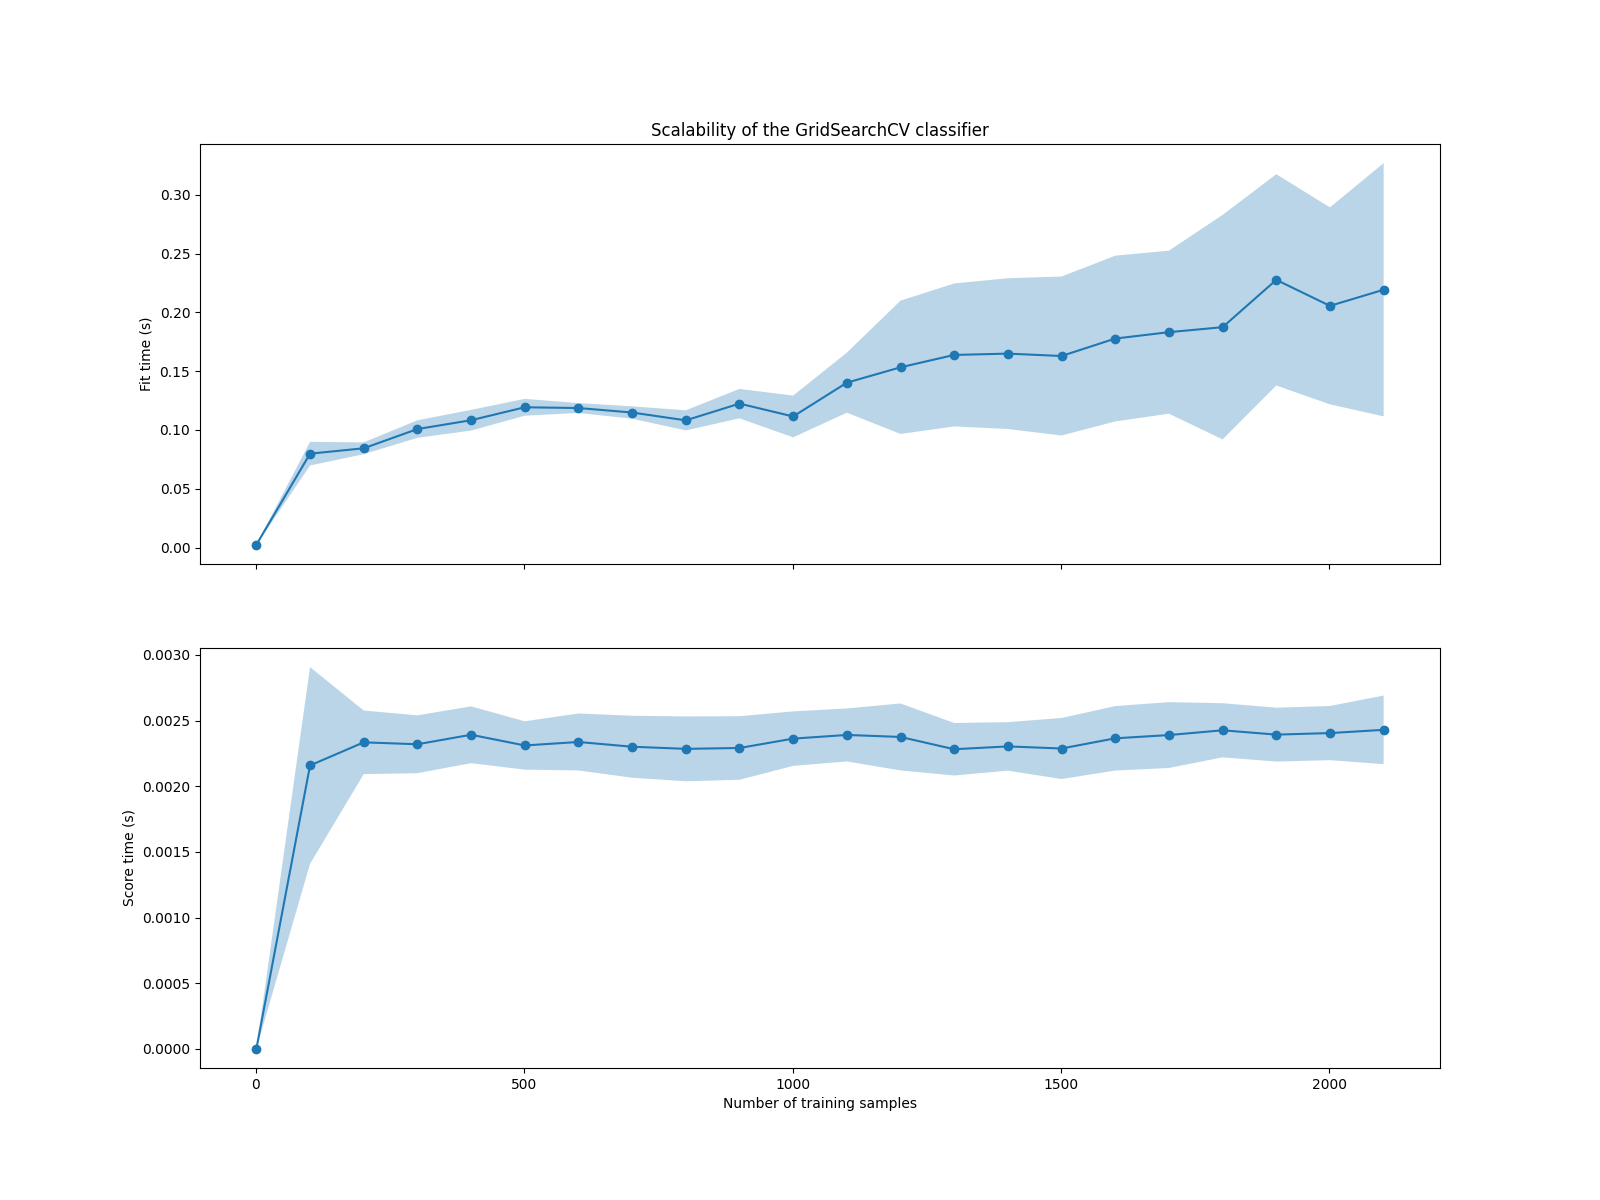 Scalability of the GridSearchCV classifier
0.30
0.25
0.20
0.15
0.10
0.05
0.00
Fit time (s)
0.0030
0.0025
0.0020
0.0015
0.0010
0.0005
0.0000
Score time (s)
0 500 1000 1500 2000
Number of training samples